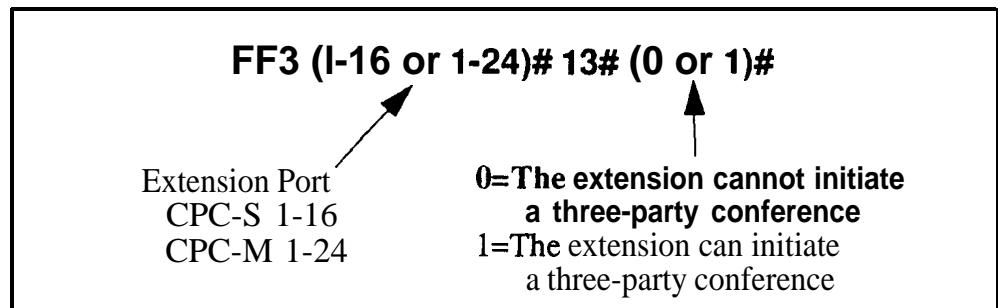 FF3 (I-16 or 1-24)# 13# (0 or 1)#
Extension Port
CPC-S 1-16
CPC-M 1-24
0=The extension cannot initiate
a three-party conference
1=The extension can initiate
a three-party conference